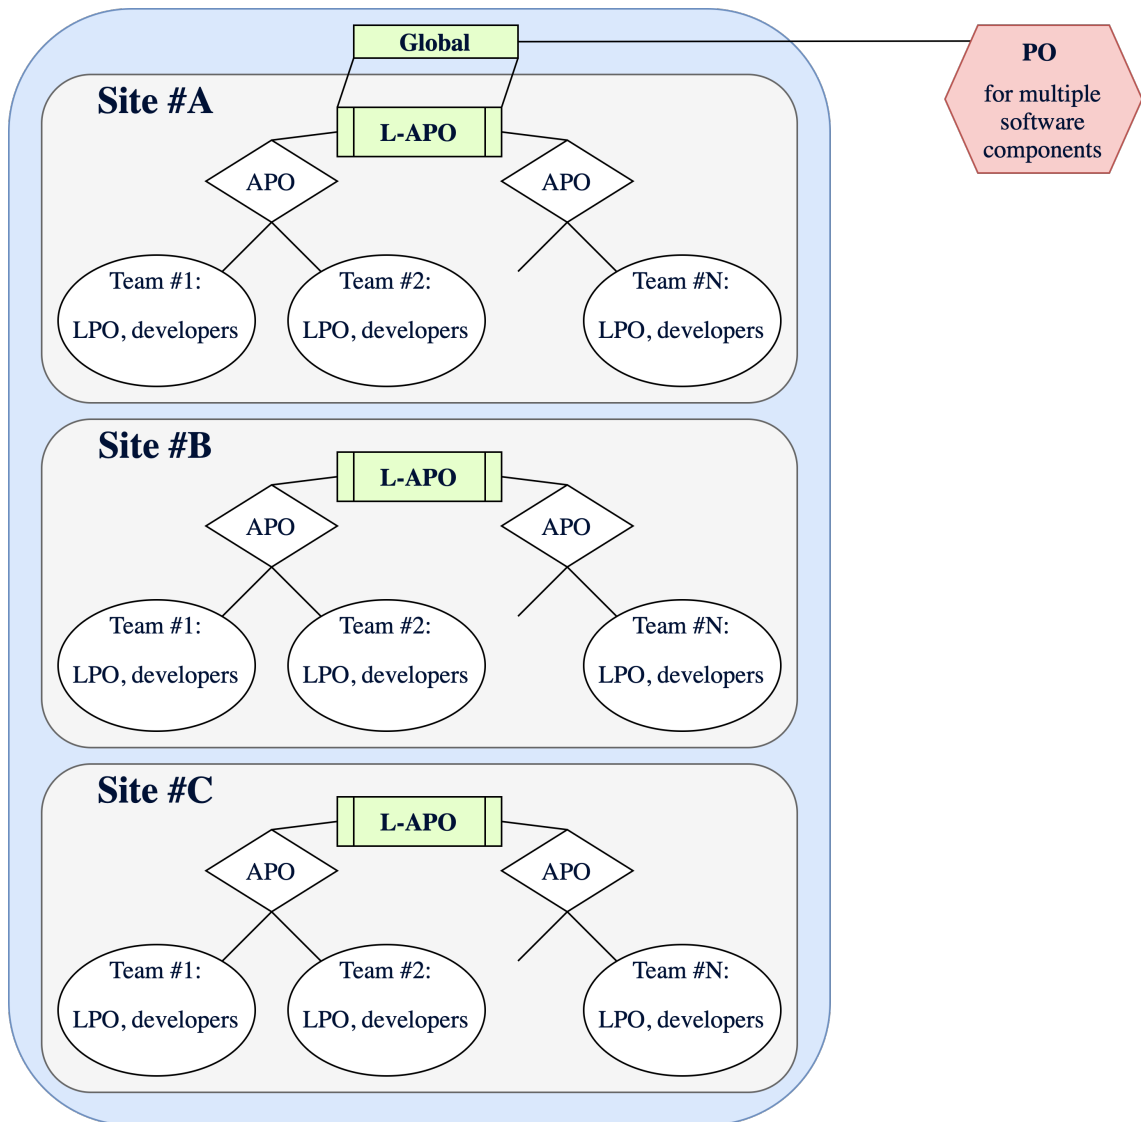 Global
PO
for multiple
software
components
Site #A
L-APO
APO
APO
Team #1:
LPO, developers
Team #2:
LPO, developers
Team #N:
LPO, developers
Site #B
L-APO
APO
APO
Team #1:
LPO, developers
Team #2:
LPO, developers
Team #N:
LPO, developers
Site #C
L-APO
APO
APO
Team #1:
LPO, developers
Team #2:
LPO, developers
Team #N:
LPO, developers